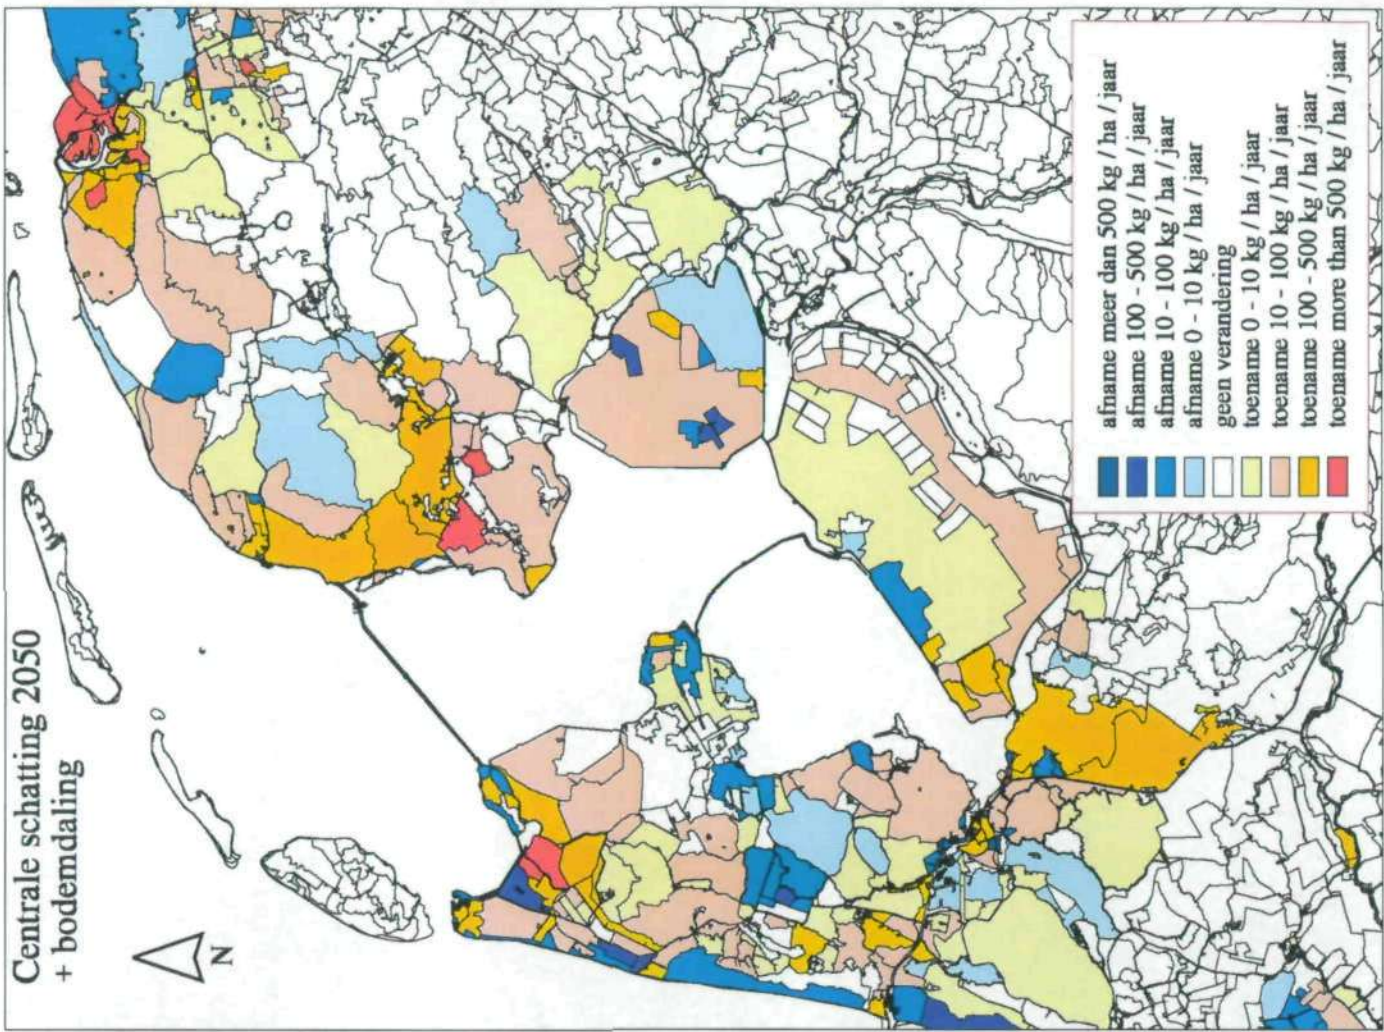 Centrale schatting 2050
+ bodemdaling
N
afname meer dan 500 kg / ha / jaar
afname 100 - 500 kg / ha / jaar
afname 10 - 100 kg / ha / jaar
afname 0 - 10 kg / ha / jaar
geen verandering
toename 0 - 10 kg / ha / jaar
toename 10 - 100 kg / ha / jaar
toename 100 - 500 kg / ha / jaar
toename more than 500 kg / ha / jaar